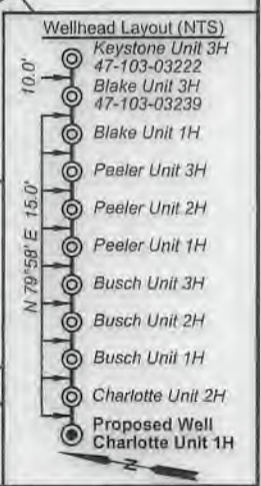 Wellhead Layout (NTS)
Keystone Unit 3H
47-103-03222
10.0'
Blake Unit 3H
47-103-03239
Blake Unit 1H
Peeler Unit 3H
Peeler Unit 2H
Peeler Unit 1H
N 79°58' E 15.0'
Busch Unit 3H
Busch Unit 2H
Busch Unit 1H
Charlotte Unit 2H
Proposed Well
Charlotte Unit 1H
N